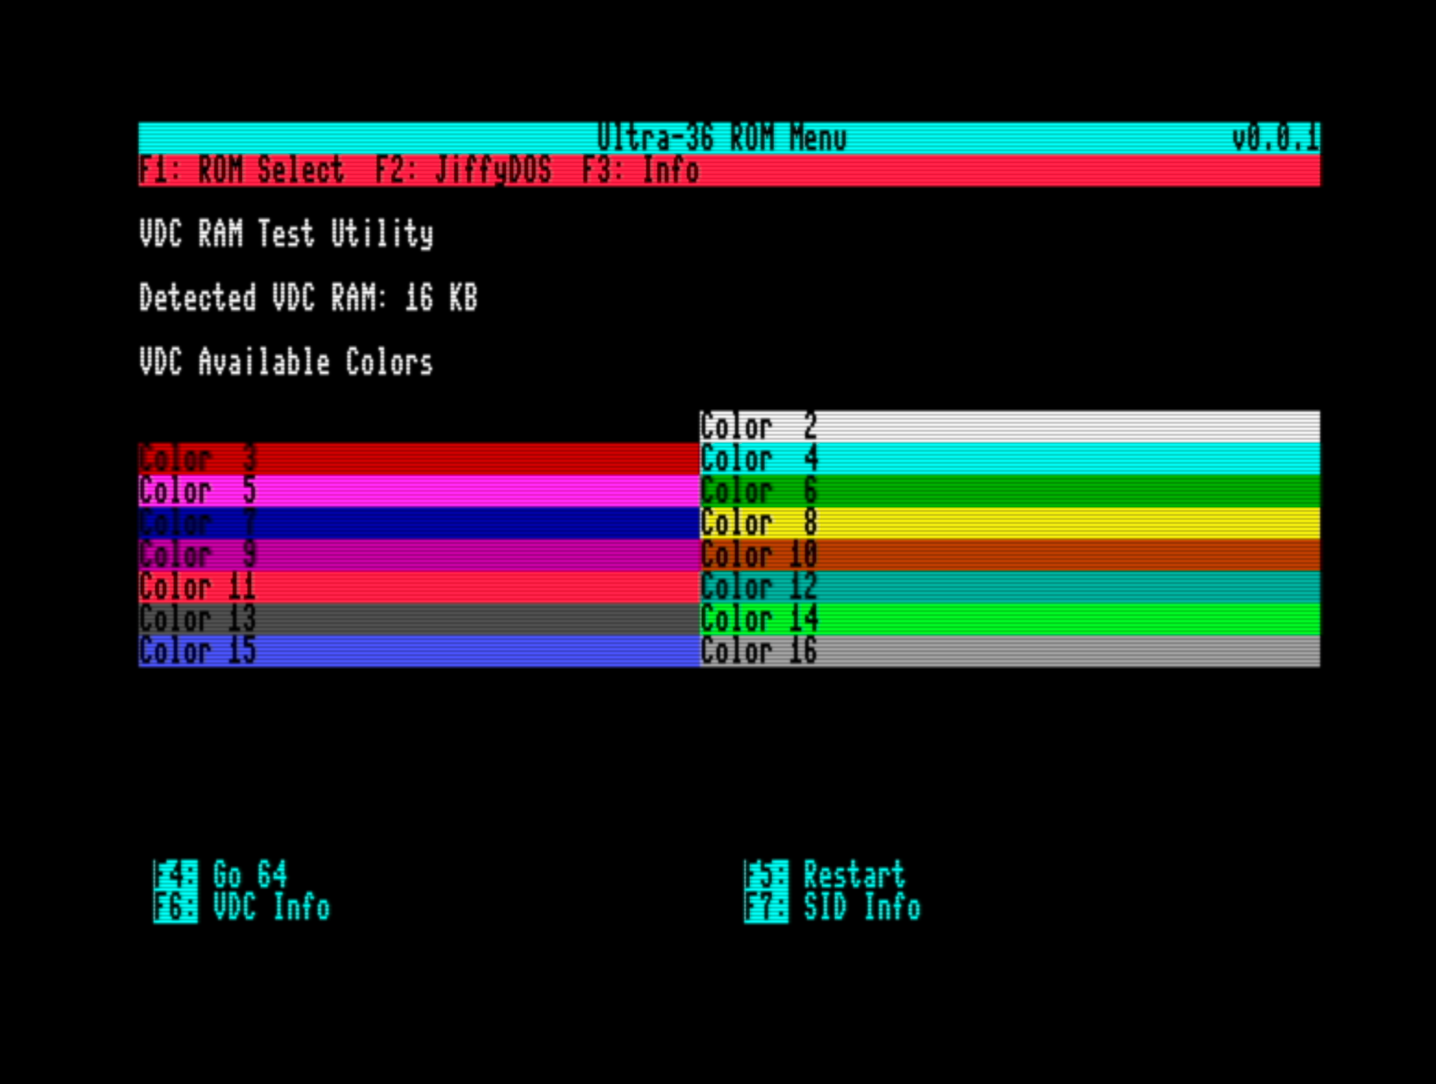 Ultra-36 ROM Menu v0.0.1
F1: ROM Select F2: JiffyDOS F3: Info
VDC RAM Test Utility
Detected VDC RAM: 16 KB
VDC Available Colors
Color 2
Color 3 Color 4
Color 5 Color 6
Color 7 Color 8
Color 9 Color 10
Color 11 Color 12
Color 13 Color 14
Color 15 Color 16
F4: Go 64 F5: Restart
F6: VDC Info F7: SID Info